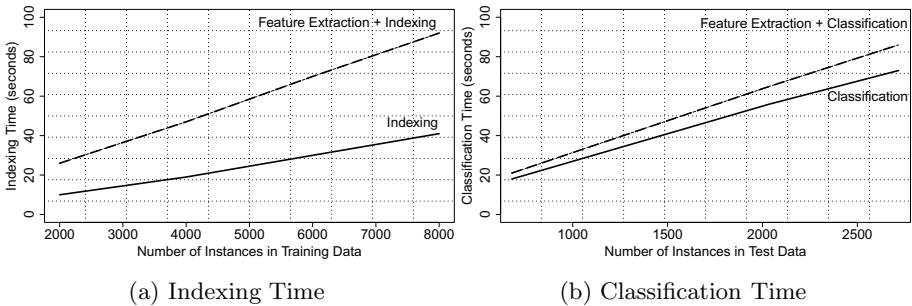 Indexing Time (seconds)
0 20 40 60 80 100
Feature Extraction + Indexing
Indexing
2000 3000 4000 5000 6000 7000 8000
Number of Instances in Training Data
(a) Indexing Time
Classification Time (seconds)
0 20 40 60 80 100
Feature Extraction + Classification
Classification
1000 1500 2000 2500
Number of Instances in Test Data
(b) Classification Time